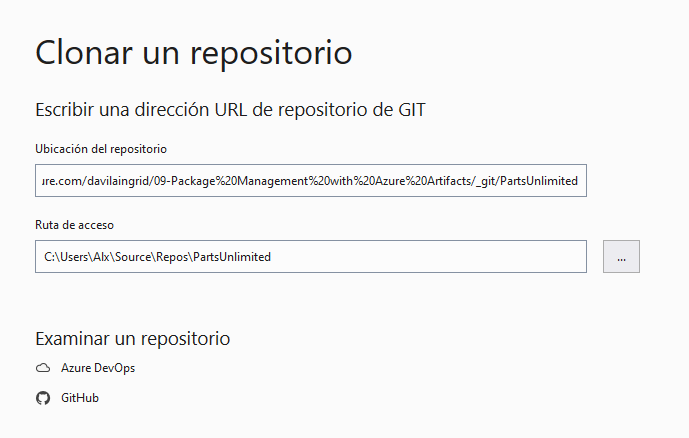 Clonar un repositorio
Escribir una dirección URL de repositorio de GIT
Ubicación del repositorio
ure.com/davilaingrid/09-Package%20Management%20with%20Azure%20Artifacts/_git/PartsUnlimited
Ruta de acceso
C:\Users\Alx\Source\Repos\PartsUnlimited
...
Examinar un repositorio
Azure DevOps
GitHub